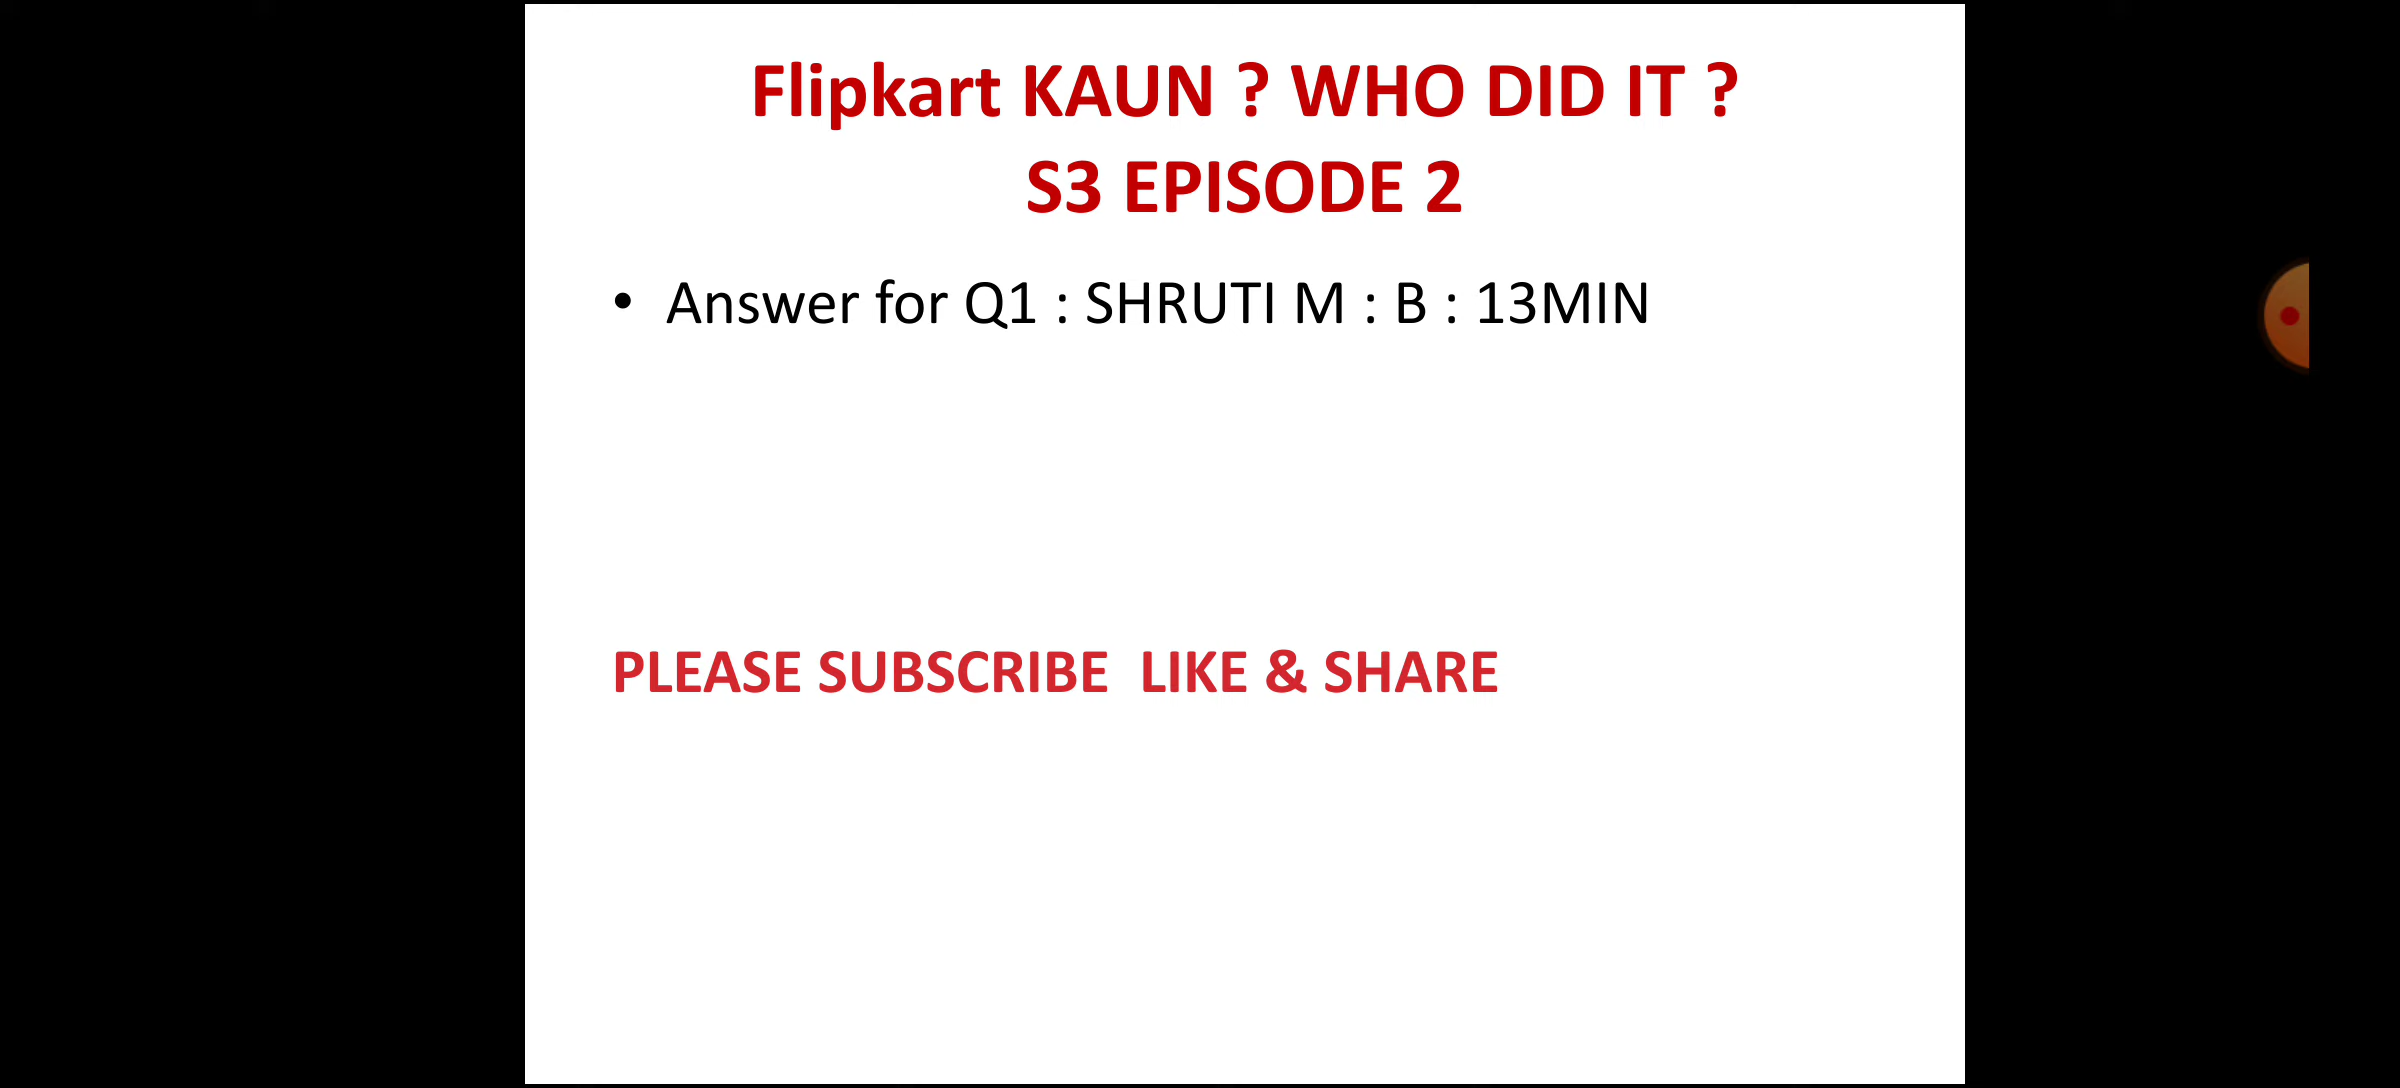 Flipkart KAUN ? WHO DID IT ?
S3 EPISODE 2
• Answer for Q1 : SHRUTI M : B : 13MIN
PLEASE SUBSCRIBE  LIKE & SHARE